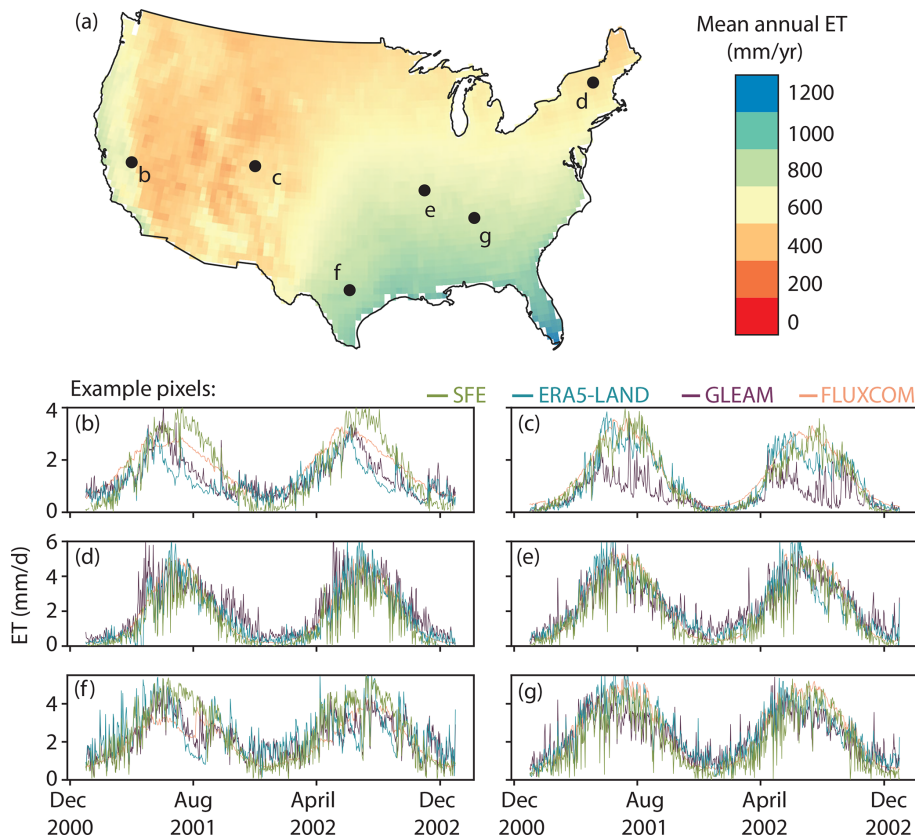 (a)
Mean annual ET
(mm/yr)
1200
1000
800
600
400
200
0
b
c
d
e
f
g
Example pixels:
SFE
ERA5-LAND
GLEAM
FLUXCOM
ET (mm/d)
4
2
0
(b)
(c)
6
4
2
0
(d)
(e)
4
2
0
(f)
(g)
Dec
2000
Aug
2001
April
2002
Dec
2002
Dec
2000
Aug
2001
April
2002
Dec
2002